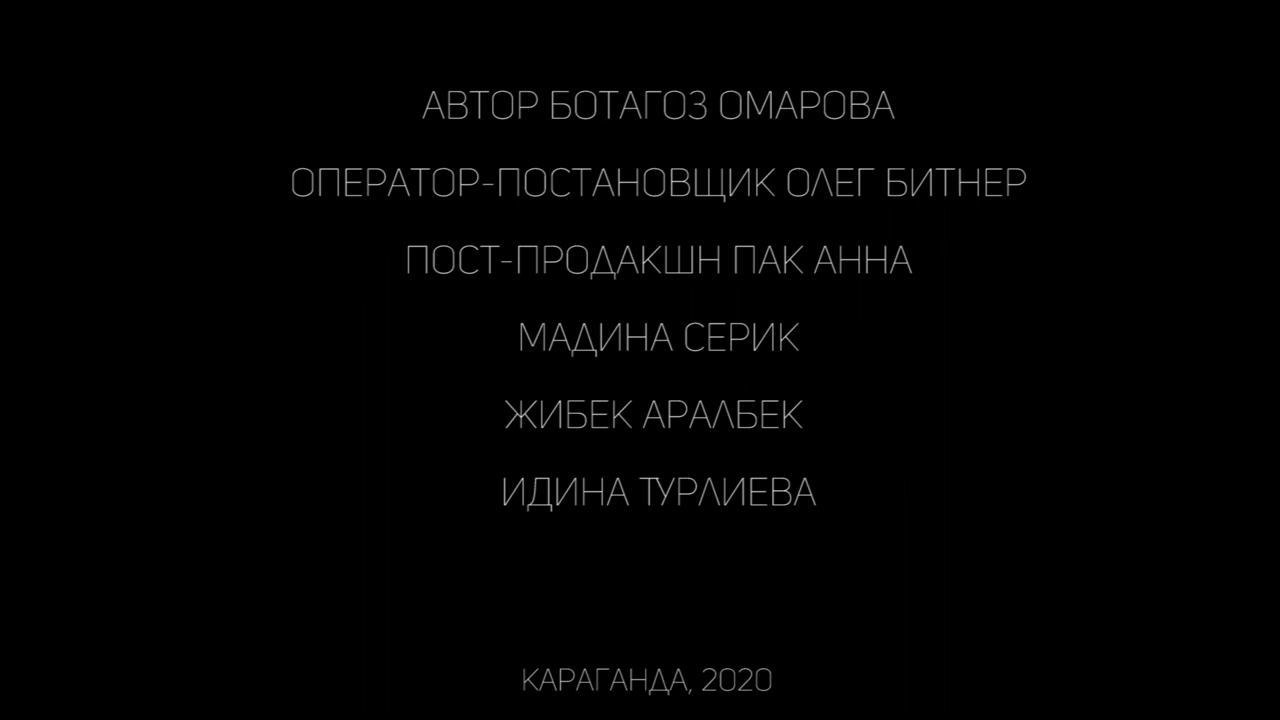 АВТОР БОТАГОЗ ОМАРОВА
ОПЕРАТОР-ПОСТАНОВЩИК ОЛЕГ БИТНЕР
ПОСТ-ПРОДАКШН ПАК АННА
МАДИНА СЕРИК
ЖИБЕК АРАЛБЕК
ИДИНА ТУРЛИЕВА
КАРАГАНДА, 2020